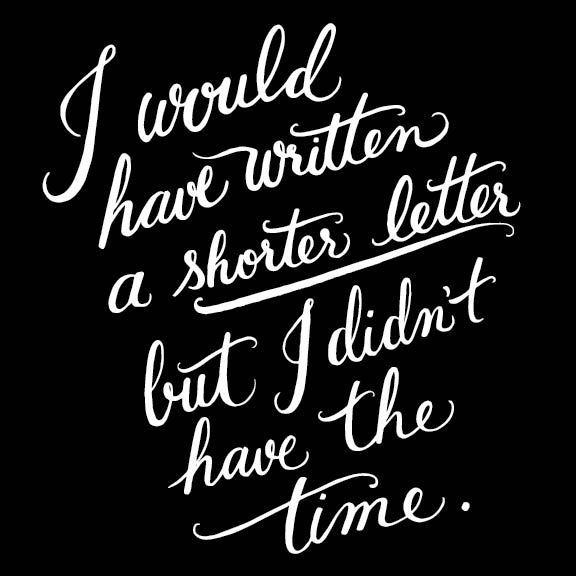 I would
have written
a shorter letter
but I didn't
have the
time.